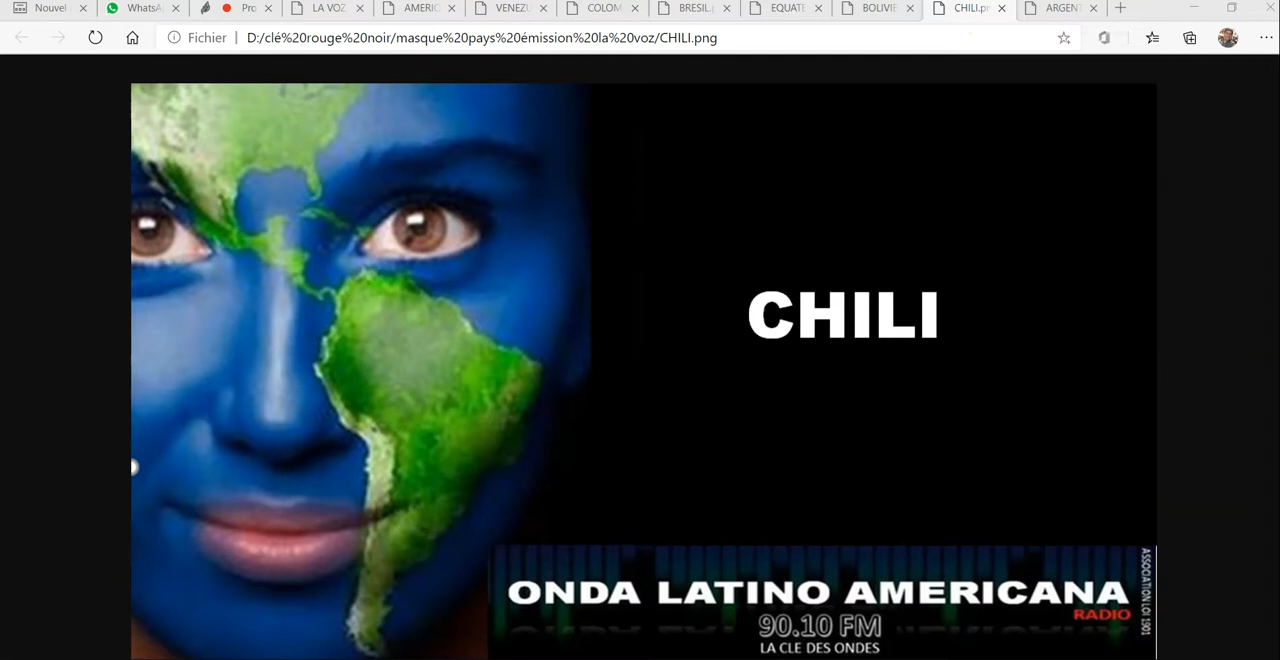 Nouvel
WhatsA
Pro
LA VOZ
AMERIC
VENEZU
COLOM
BRESIL.p
EQUATE
BOLIVIE
CHILI.pn
ARGENT
Fichier | D:/clé%20rouge%20noir/masque%20pays%20émission%20la%20voz/CHILI.png
CHILI
ONDA LATINO AMERICANA
RADIO
90.10 FM
LA CLE DES ONDES
ASSOCIATION LOI 1901